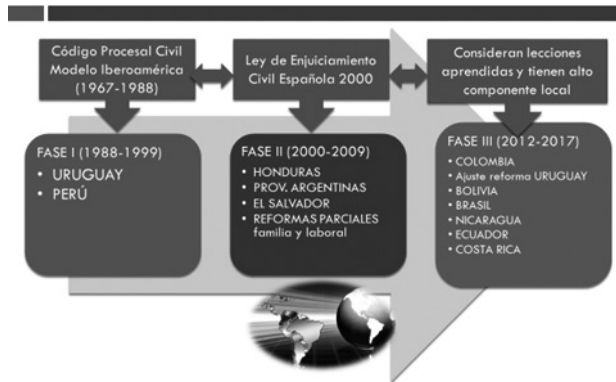 Código Procesal Civil
Modelo Iberoamérica
(1967-1988)
Ley de Enjuiciamiento
Civil Española 2000
Consideran lecciones
aprendidas y tienen alto
componente local
FASE I (1988-1999)
• URUGUAY
• PERÚ
FASE II (2000-2009)
• HONDURAS
• PROV. ARGENTINAS
• EL SALVADOR
• REFORMAS PARCIALES
familia y laboral
FASE III (2012-2017)
• COLOMBIA
• Ajuste reforma URUGUAY
• BOLIVIA
• BRASIL
• NICARAGUA
• ECUADOR
• COSTA RICA